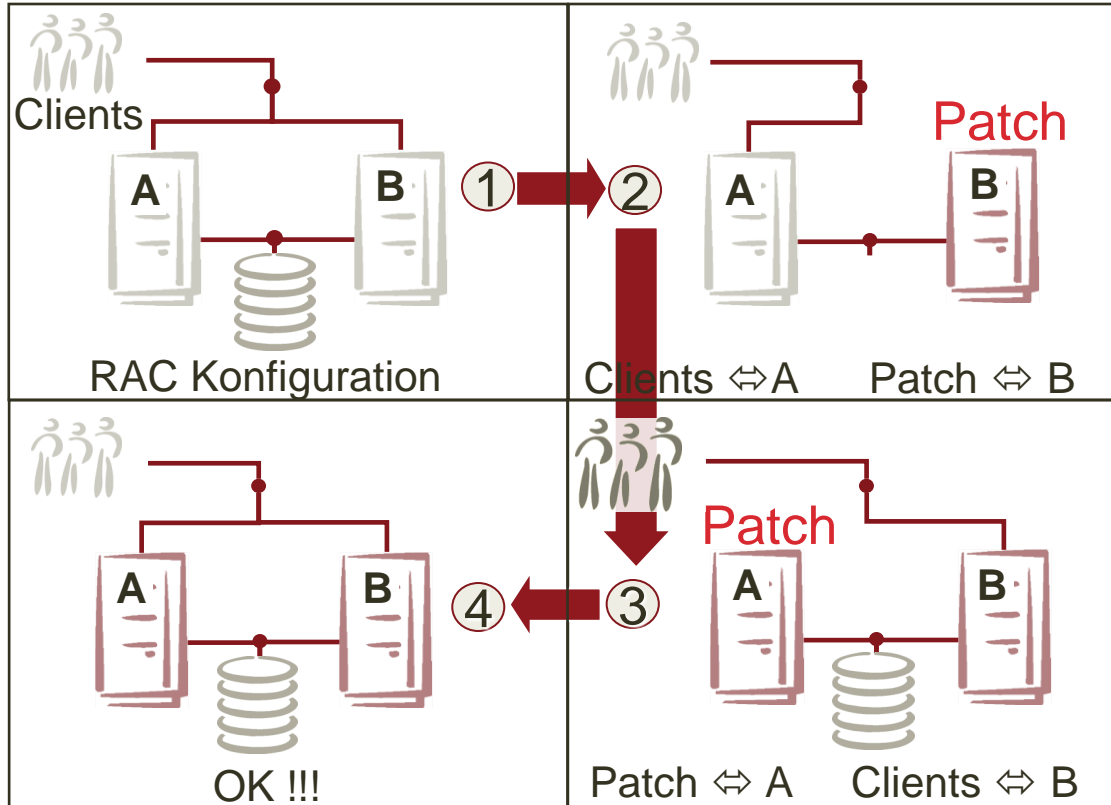 Clients
A
B
RAC Konfiguration
1
2
Patch
A
B
Clients ⇔ A
Patch ⇔ B
A
B
OK !!!
4
3
Patch
A
B
Patch ⇔ A
Clients ⇔ B